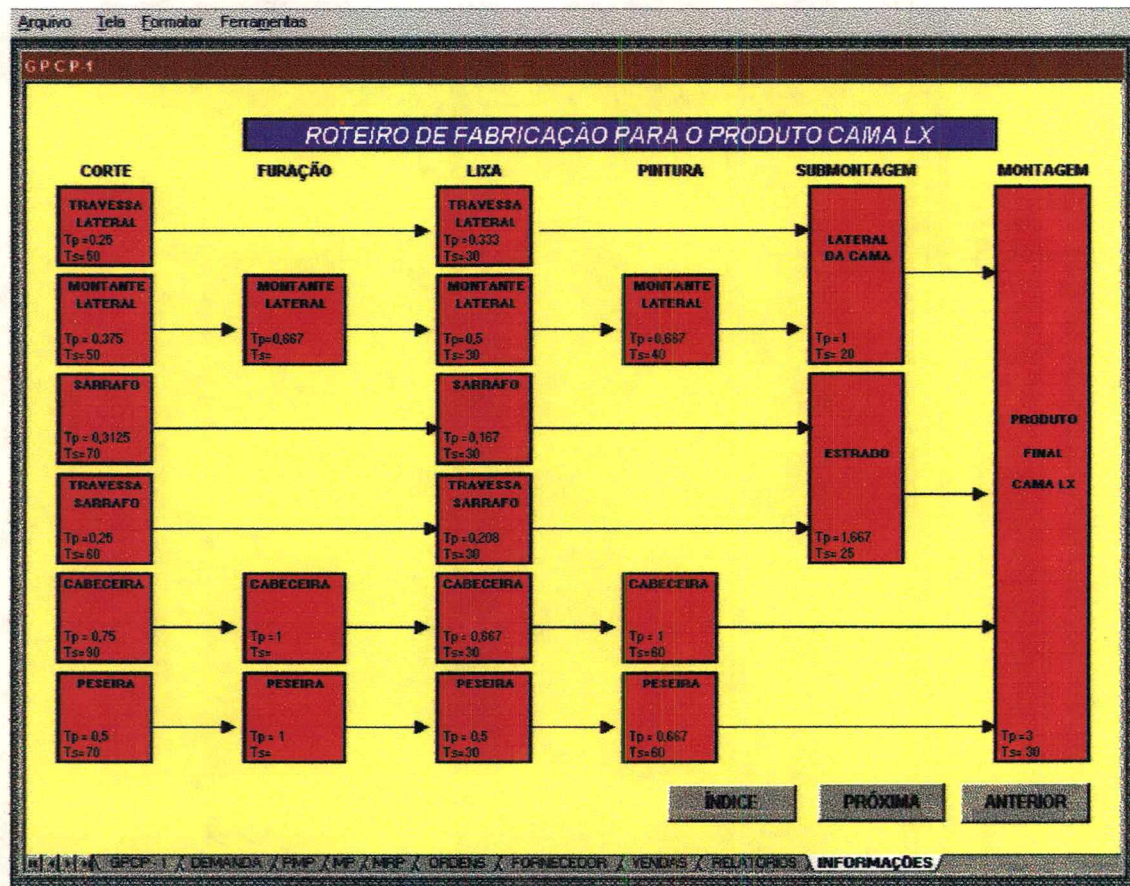 Arquivo Tela Formatar Ferramentas
GPCP-1
ROTEIRO DE FABRICAÇÃO PARA O PRODUTO CAMA LX
CORTE FURAÇÃO LIXA PINTURA SUBMONTAGEM MONTAGEM
TRAVESSA
LATERAL
Tp=0.25
Ts=50
TRAVESSA
LATERAL
Tp=0,333
Ts=30
LATERAL
DA CAMA
Tp=1
Ts= 20
MONTANTE
LATERAL
Tp= 0,375
Ts=50
MONTANTE
LATERAL
Tp=0,667
Ts=
MONTANTE
LATERAL
Tp=0,5
Ts=30
MONTANTE
LATERAL
Tp=0,667
Ts=40
SARRAFO
Tp = 0,3125
Ts=70
SARRAFO
Tp=0,167
Ts=30
ESTRADO
Tp=1,667
Ts= 25
TRAVESSA
SARRAFO
Tp=0,25
Ts=60
TRAVESSA
SARRAFO
Tp=0,208
Ts=30
CABECEIRA
Tp = 0,75
Ts=90
CABECEIRA
Tp = 1
Ts=
CABECEIRA
Tp=0,667
Ts=30
CABECEIRA
Tp = 1
Ts=60
PESEIRA
Tp = 0,5
Ts=70
PESEIRA
Tp = 1
Ts=
PESEIRA
Tp = 0,5
Ts=30
PESEIRA
Tp = 0,667
Ts=60
PRODUTO
FINAL
CAMA LX
Tp=3
Ts= 30
ÍNDICE PRÓXIMA ANTERIOR
GPCP-1 DEMANDA PMP MP MRP ORDENS FORNECEDOR VENDAS RELATÓRIOS INFORMAÇÕES